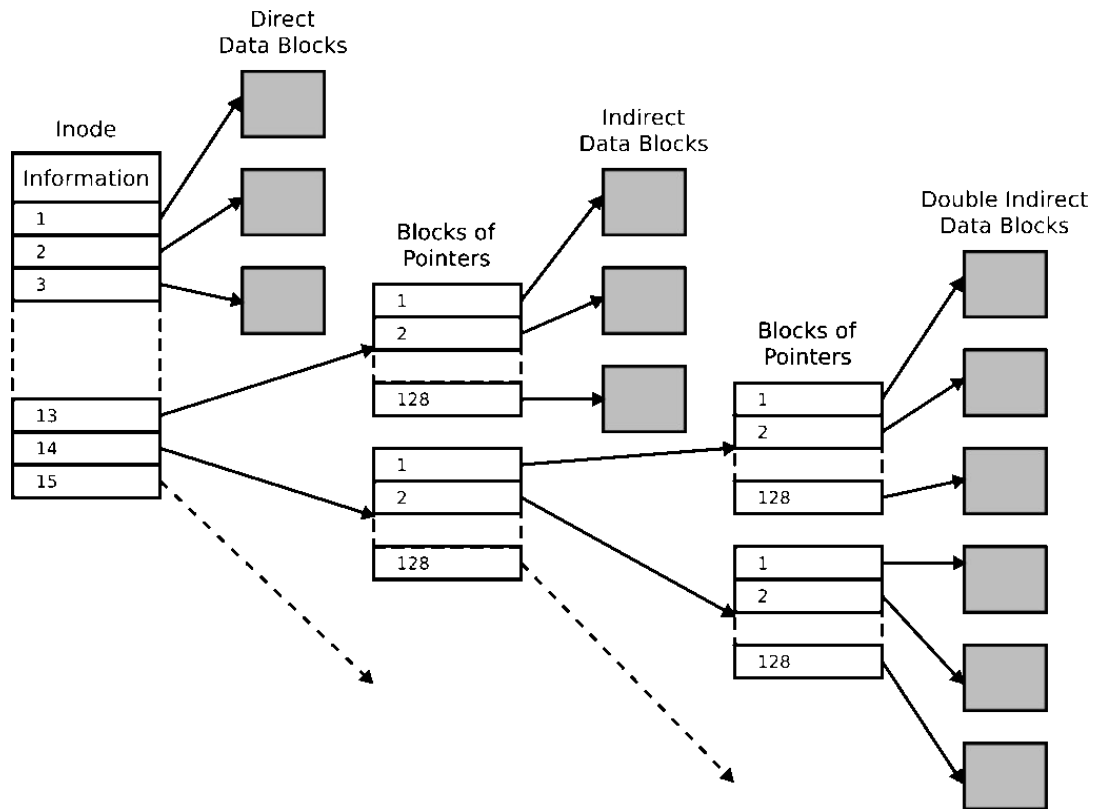 Direct
Data Blocks
Inode
Information
1
2
3
13
14
15
Blocks of
Pointers
1
2
128
1
2
128
Indirect
Data Blocks
Blocks of
Pointers
1
2
128
1
2
128
Double Indirect
Data Blocks